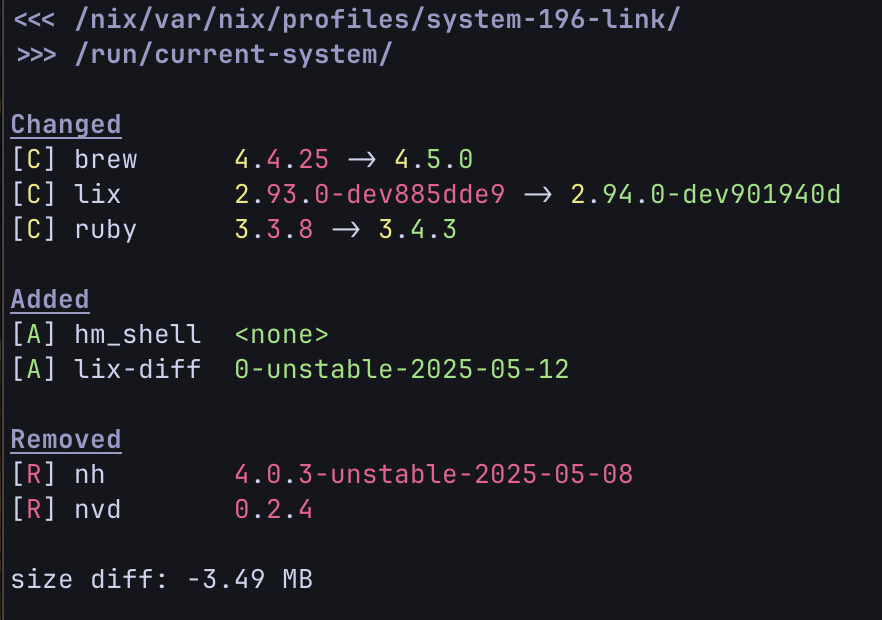 <<< /nix/var/nix/profiles/system-196-link/
>>> /run/current-system/
Changed
[C] brew 4.4.25 -> 4.5.0
[C] lix 2.93.0-dev885dde9 -> 2.94.0-dev901940d
[C] ruby 3.3.8 -> 3.4.3
Added
[A] hm_shell <none>
[A] lix-diff 0-unstable-2025-05-12
Removed
[R] nh 4.0.3-unstable-2025-05-08
[R] nvd 0.2.4
size diff: -3.49 MB